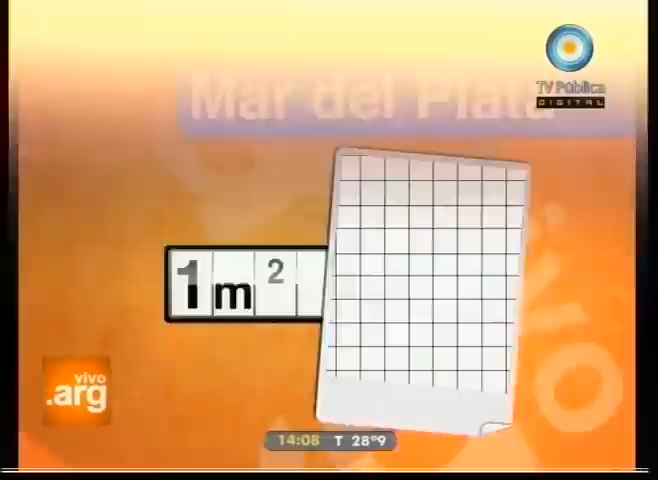 Mar del Plata
TV Pública
DIGITAL
1m²
vivo
.arg
14:08 T 28º9